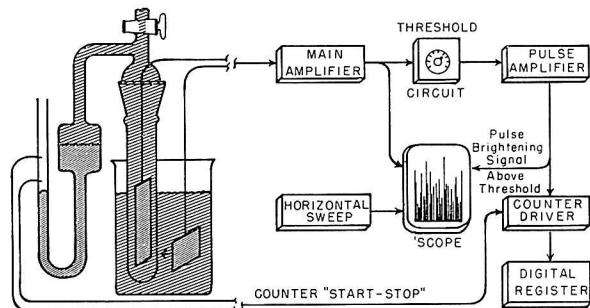 MAIN
AMPLIFIER
THRESHOLD
CIRCUIT
PULSE
AMPLIFIER
Pulse
Brightening
Signal
Above
Threshold
HORIZONTAL
SWEEP
'SCOPE
COUNTER
DRIVER
DIGITAL
REGISTER
COUNTER "START-STOP"